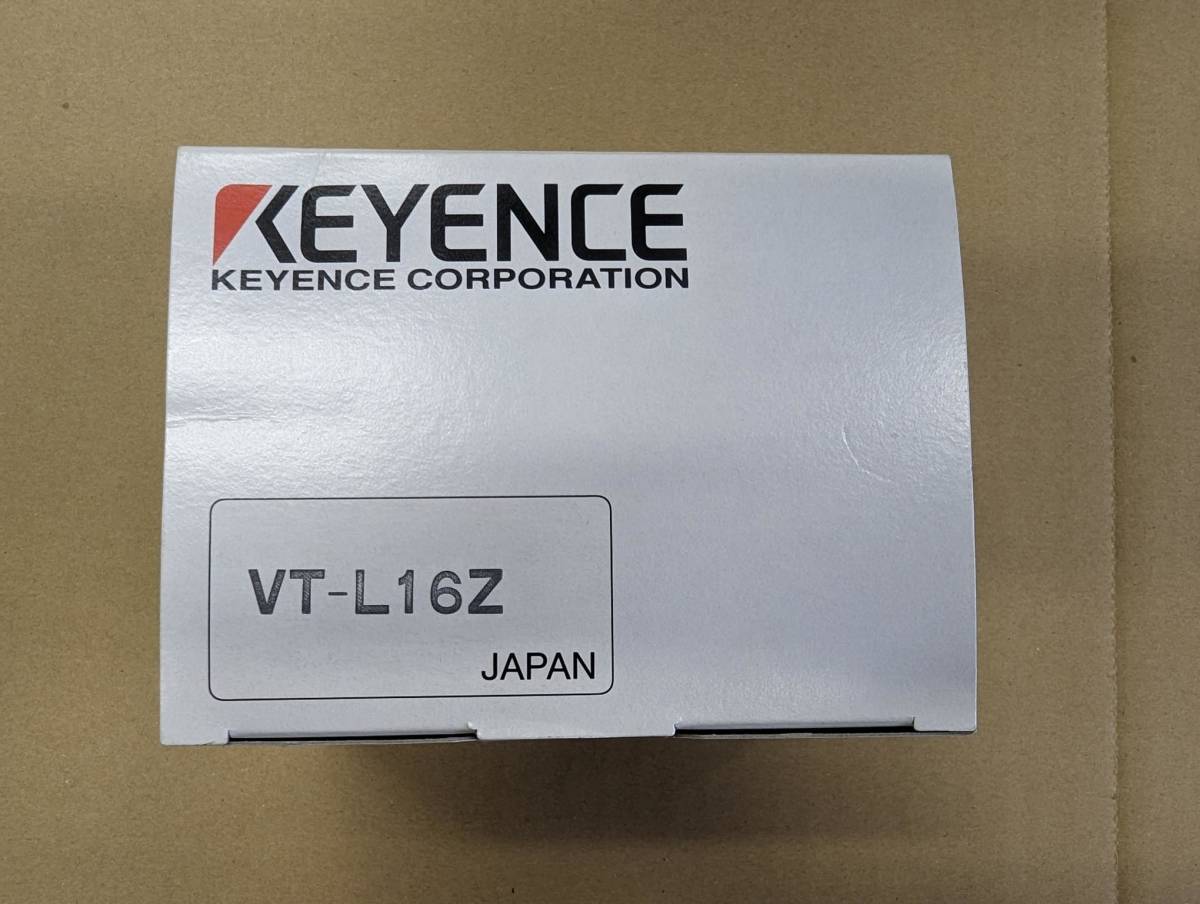 KEYENCE
KEYENCE CORPORATION
VT-L16Z
JAPAN